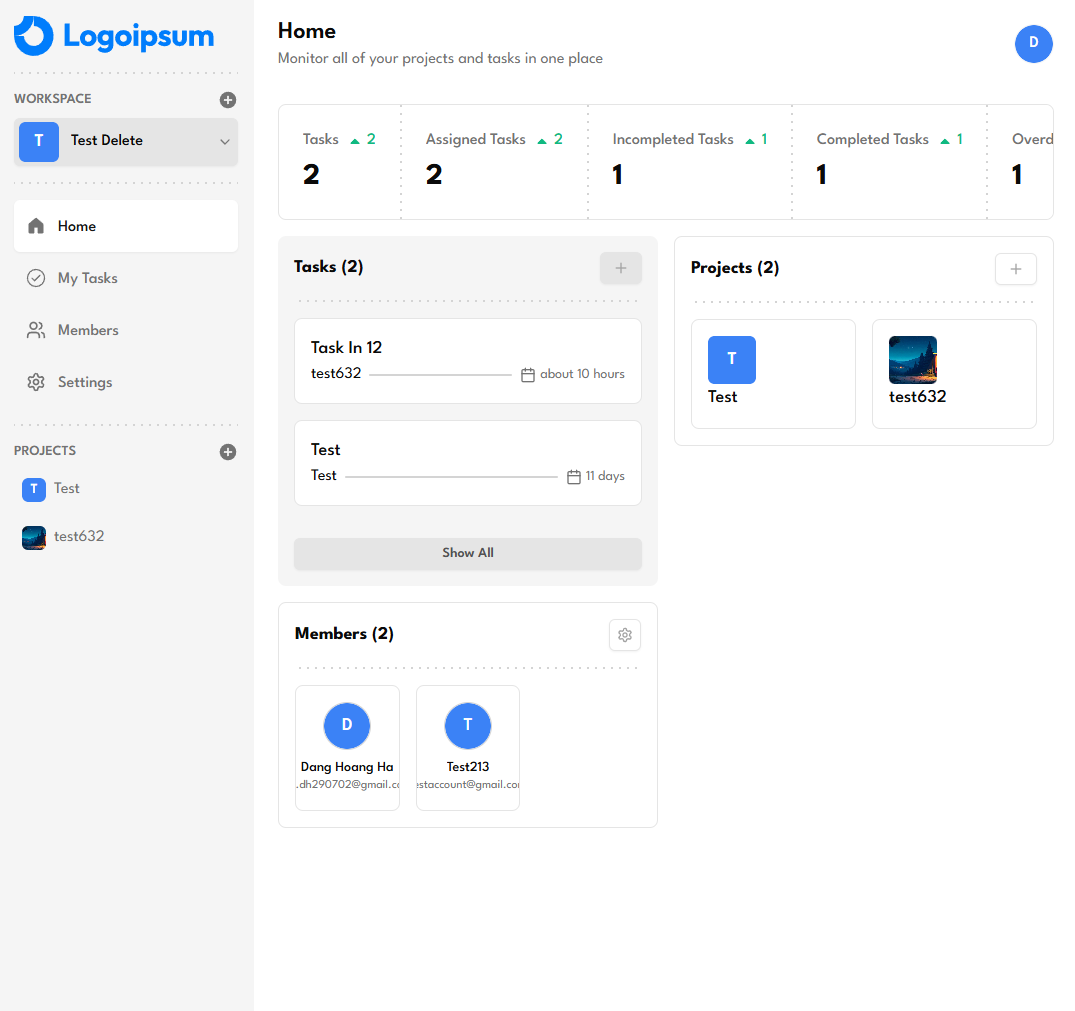 Logoipsum
WORKSPACE
T
Test Delete
Home
My Tasks
Members
Settings
PROJECTS
T
Test
test632
Home
Monitor all of your projects and tasks in one place
D
Tasks 2
2
Assigned Tasks 2
2
Incompleted Tasks 1
1
Completed Tasks 1
1
Overd
1
Tasks (2)
Task In 12
test632
about 10 hours
Test
Test
11 days
Show All
Projects (2)
T
Test
test632
Members (2)
D
Dang Hoang Ha
.dh290702@gmail.c
T
Test213
estaccount@gmail.co